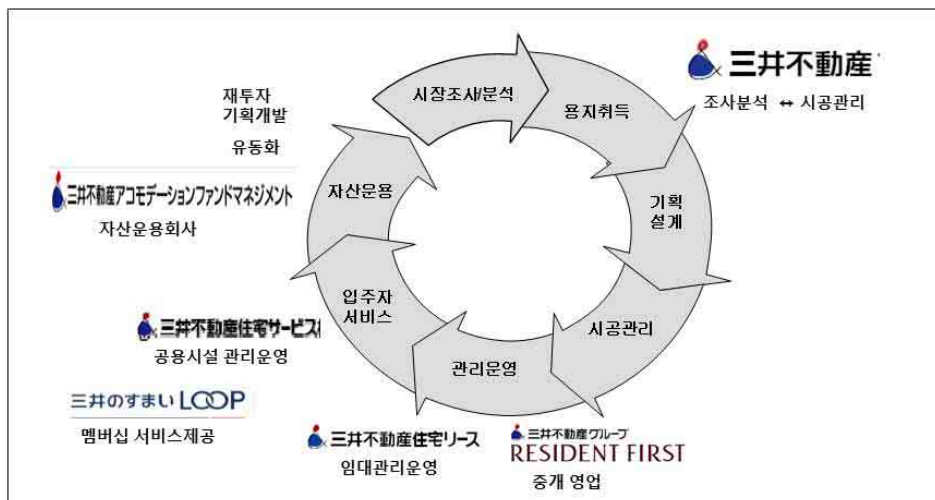 三井不動産
조사분석 ↔ 시공관리
시장조사/분석
용지취득
기획
설계
시공관리
관리운영
입주자
서비스
자산운용
재투자
기획개발
유동화
三井不動産アコモデーションファンドマネジメント
자산운용회사
三井不動産住宅サービス
공용시설 관리운영
三井のすまい LOOP
멤버십 서비스제공
三井不動産住宅リース
임대관리운영
三井不動産グループ
RESIDENT FIRST
중개 영업